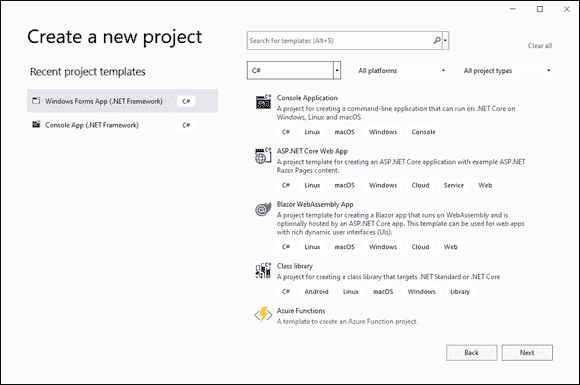 Create a new project
Search for templates (Alt+S)
Clear all
Recent project templates
C#
All platforms
All project types
Windows Forms App (.NET Framework)
C#
Console App (.NET Framework)
C#
Console Application
A project for creating a command-line application that can run on .NET Core on
Windows, Linux and macOS
C# Linux macOS Windows Console
ASP.NET Core Web App
A project template for creating an ASP.NET Core application with example ASP.NET
Razor Pages content.
C# Linux macOS Windows Cloud Service Web
Blazor WebAssembly App
A project template for creating a Blazor app that runs on WebAssembly and is
optionally hosted by an ASP.NET Core app. This template can be used for web apps
with rich dynamic user interfaces (UIs).
C# Linux macOS Windows Cloud Web
Class library
A project for creating a class library that targets .NET Standard or .NET Core
C# Android Linux macOS Windows Library
Azure Functions
A template to create an Azure Function project.
Back
Next